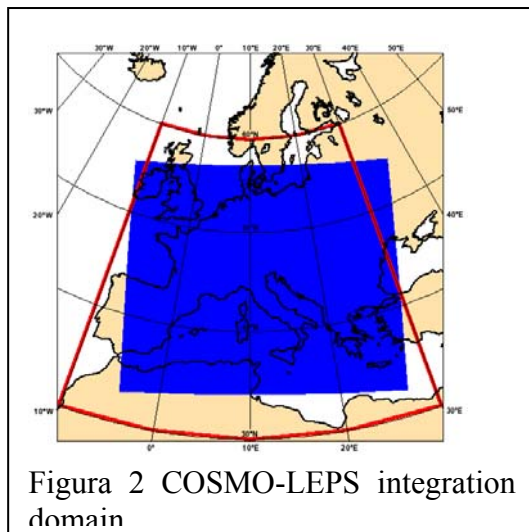 30°W 20°W 10°W 0° 10°E 20°E 30°E 40°E 50°E
30°W 50°E
60°N
20°W 40°E
10°W 30°E
30°N
0° 10°E 20°E
Figura 2 COSMO-LEPS integration
domain